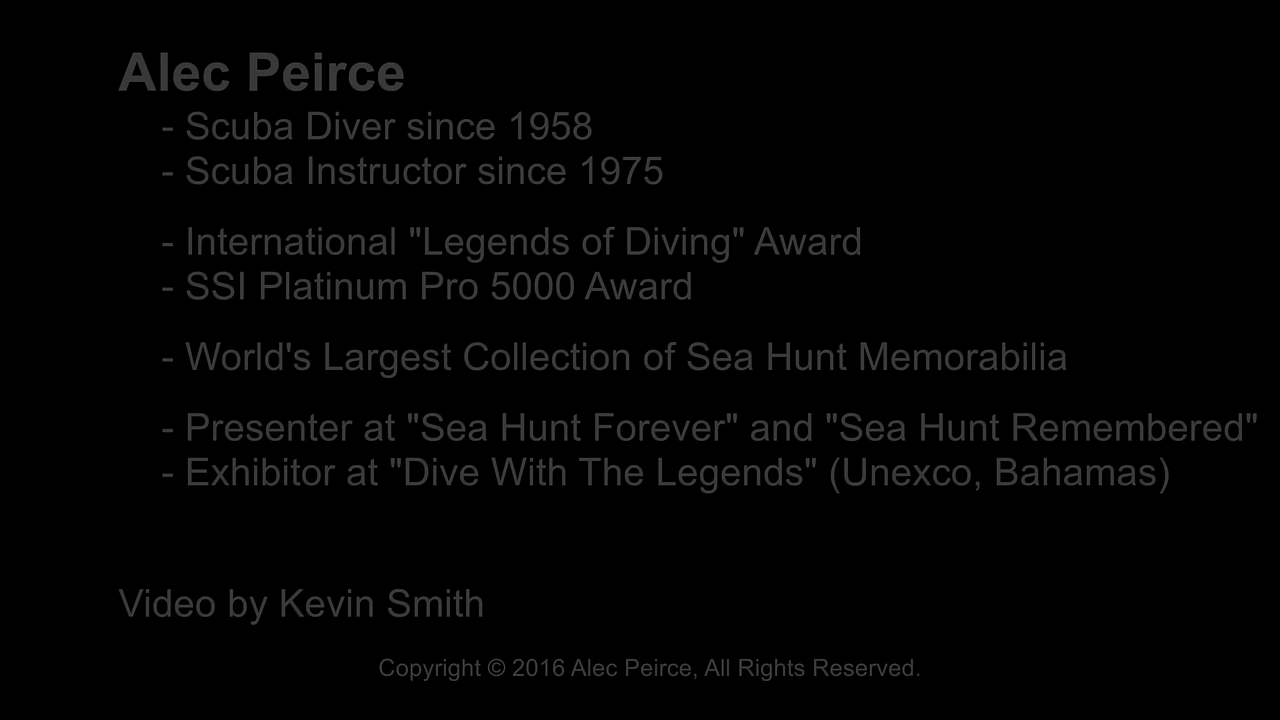 Alec Peirce
- Scuba Diver since 1958
- Scuba Instructor since 1975
- International "Legends of Diving" Award
- SSI Platinum Pro 5000 Award
- World's Largest Collection of Sea Hunt Memorabilia
- Presenter at "Sea Hunt Forever" and "Sea Hunt Remembered"
- Exhibitor at "Dive With The Legends" (Unexco, Bahamas)
Video by Kevin Smith
Copyright © 2016 Alec Peirce, All Rights Reserved.